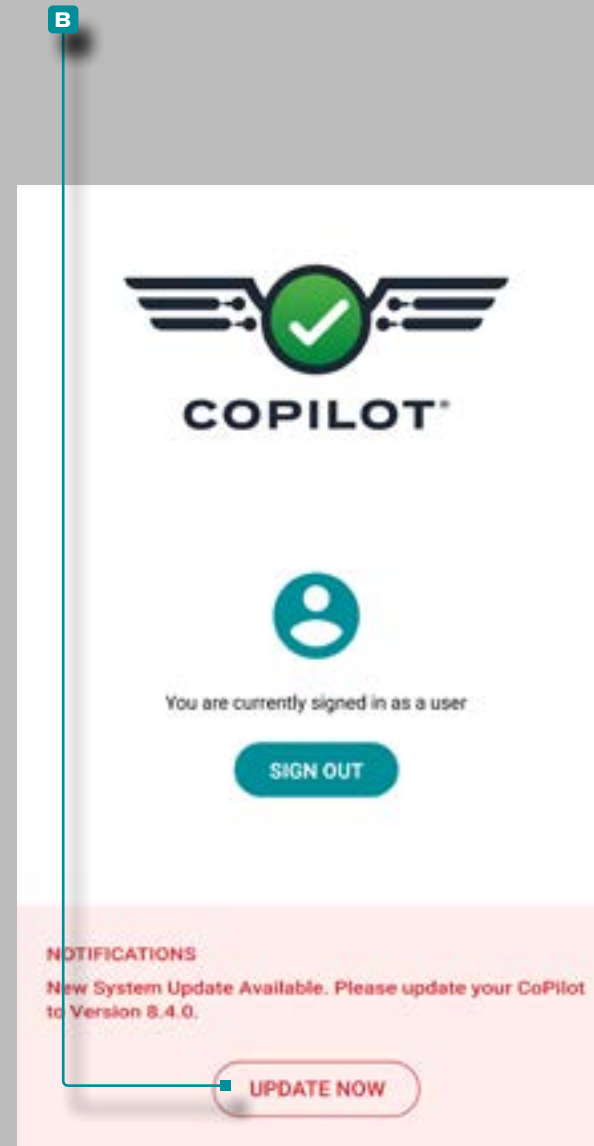 B
COPILOT®
You are currently signed in as a user
SIGN OUT
NOTIFICATIONS
New System Update Available. Please update your CoPilot
to Version 8.4.0.
UPDATE NOW